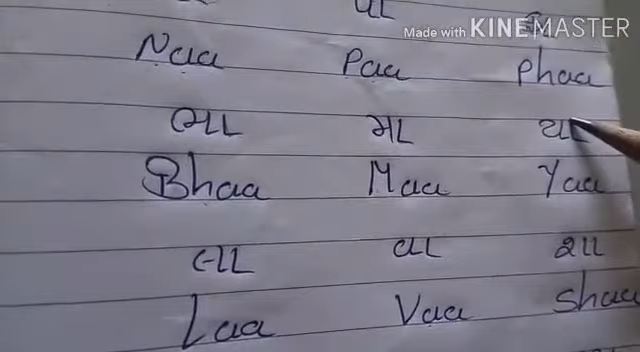 Made with KINEMASTER
પા
Naa Paa Phaa
ભા મા યા
Bhaa Maa Yaa
લા વા શા
Laa Vaa Shaa